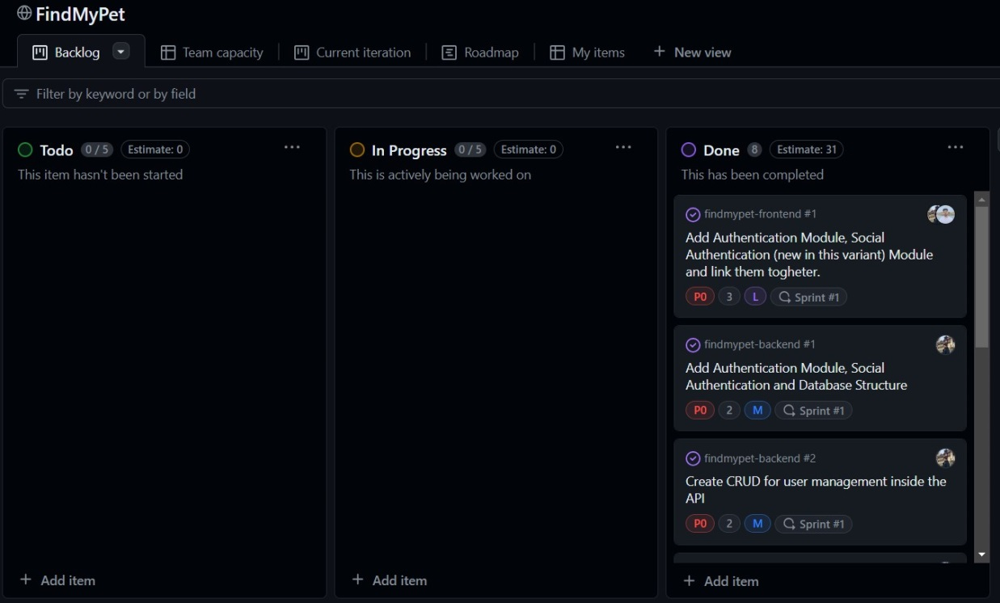 FindMyPet
Backlog
Team capacity
Current iteration
Roadmap
My items
New view
Filter by keyword or by field
Todo 0 / 5 Estimate: 0
This item hasn't been started
Add item
In Progress 0 / 5 Estimate: 0
This is actively being worked on
Add item
Done 8 Estimate: 31
This has been completed
findmypet-frontend #1
Add Authentication Module, Social
Authentication (new in this variant) Module
and link them togheter.
P0 3 L Sprint #1
findmypet-backend #1
Add Authentication Module, Social
Authentication and Database Structure
P0 2 M Sprint #1
findmypet-backend #2
Create CRUD for user management inside the
API
P0 2 M Sprint #1
Add item